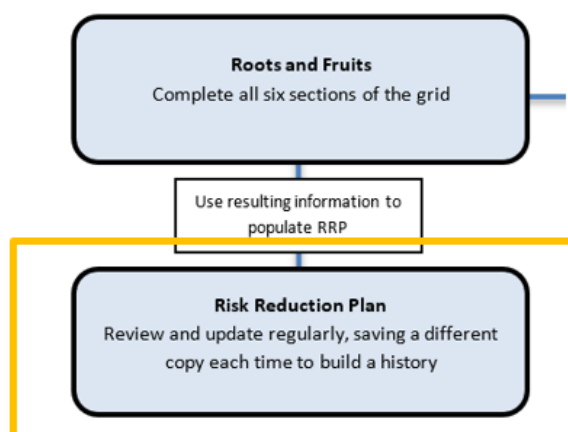 Roots and Fruits
Complete all six sections of the grid
Use resulting information to
populate RRP
Risk Reduction Plan
Review and update regularly, saving a different
copy each time to build a history